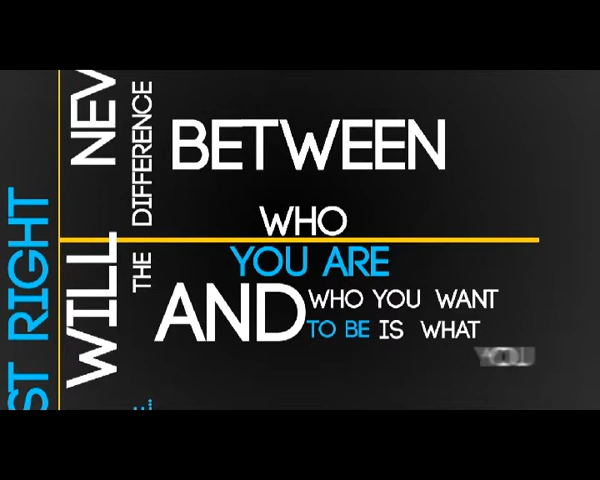 ST RIGHT
WILL NEV
THE DIFFERENCE
BETWEEN
WHO
YOU ARE
AND
WHO YOU WANT
TO BE IS WHAT
YOU